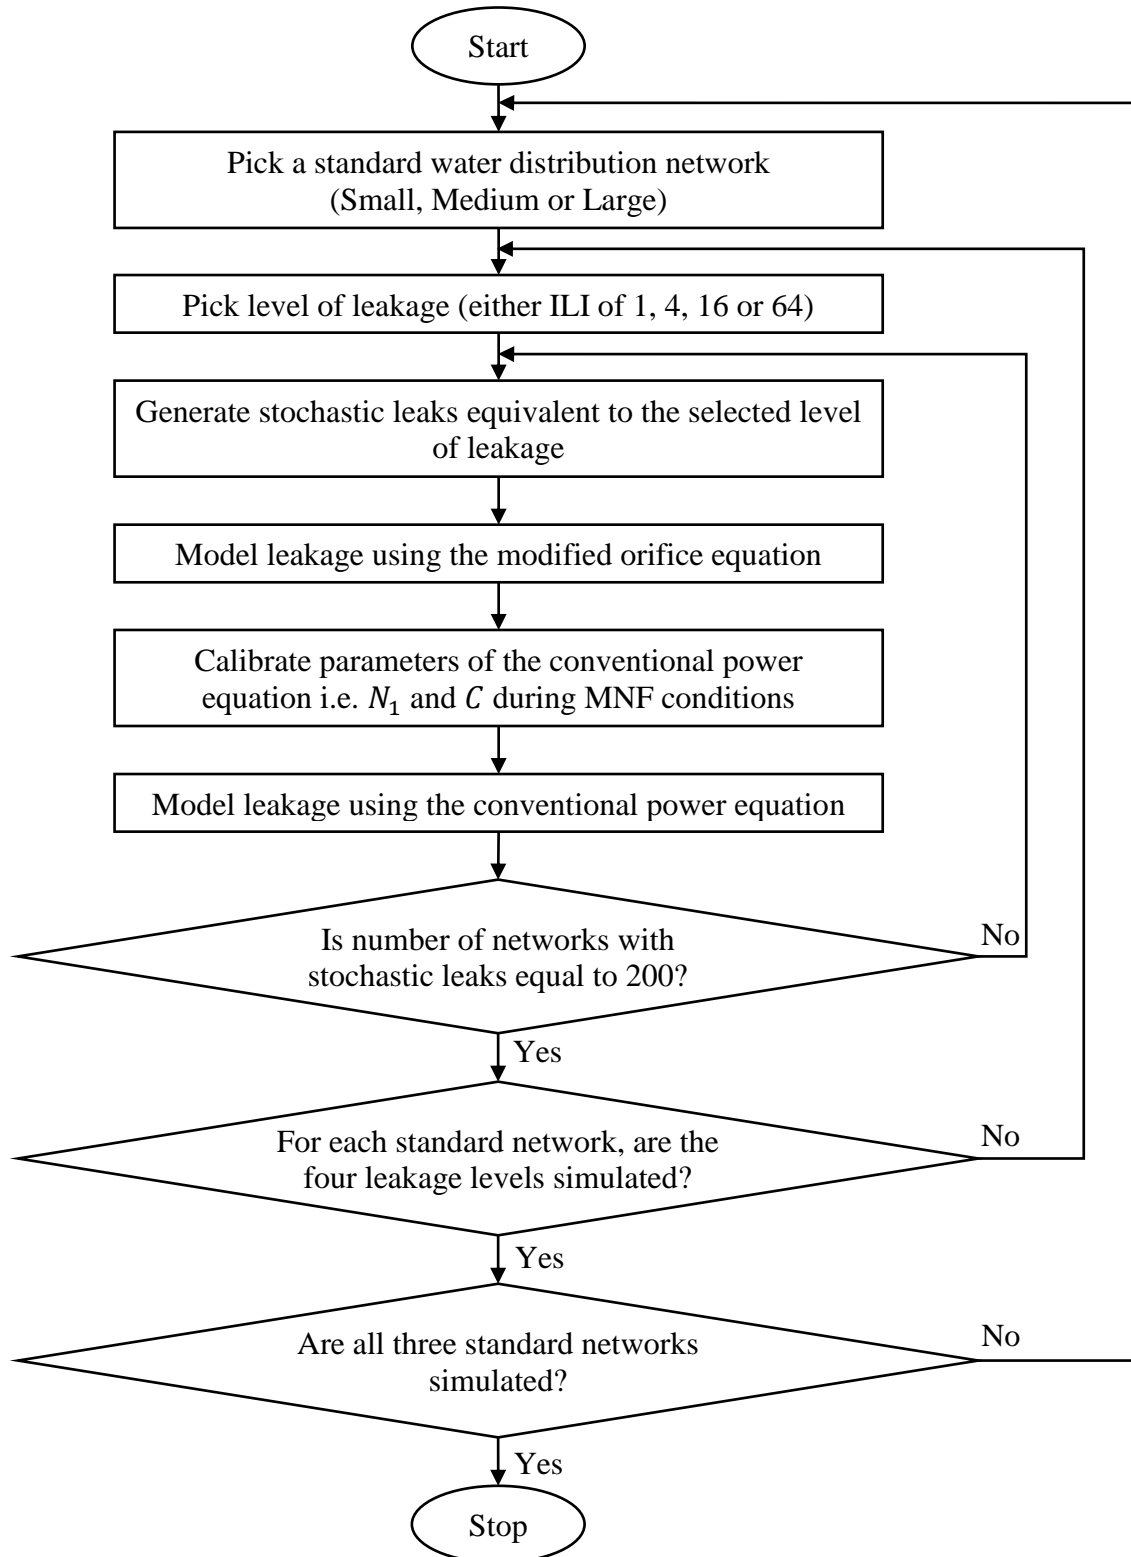 Start
Pick a standard water distribution network
(Small, Medium or Large)
Pick level of leakage (either ILI of 1, 4, 16 or 64)
Generate stochastic leaks equivalent to the selected level
of leakage
Model leakage using the modified orifice equation
Calibrate parameters of the conventional power
equation i.e. 𝑁₁ and 𝐶 during MNF conditions
Model leakage using the conventional power equation
Is number of networks with
stochastic leaks equal to 200?
No
Yes
For each standard network, are the
four leakage levels simulated?
No
Yes
Are all three standard networks
simulated?
No
Yes
Stop